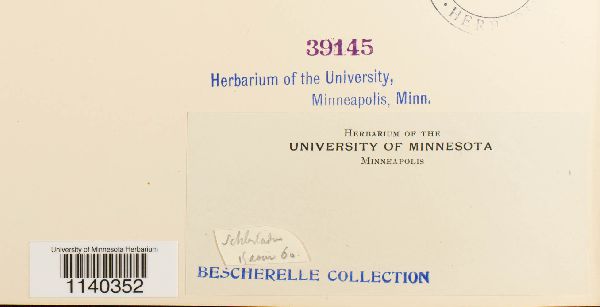 HER
39145
Herbarium of the University,
Minneapolis, Minn.
HERBARIUM OF THE
UNIVERSITY OF MINNESOTA
MINNEAPOLIS
University of Minnesota Herbarium
1140352
BESCHERELLE COLLECTION